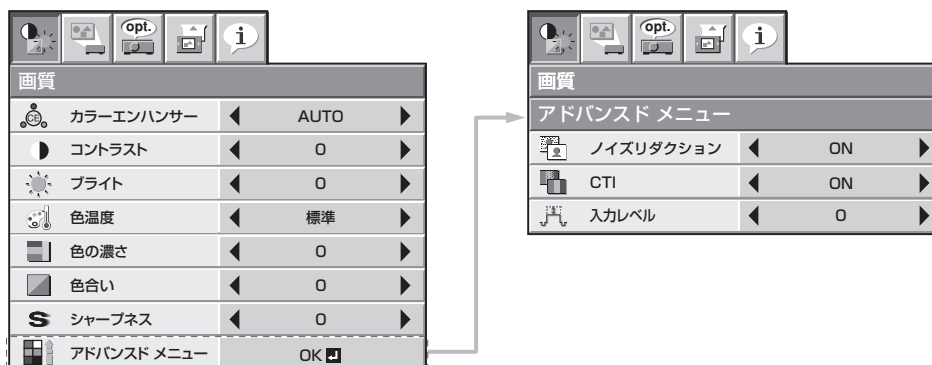 opt.
i
画質
CE カラーエンハンサー AUTO
コントラスト 0
ブライト 0
色温度 標準
色の濃さ 0
色合い 0
S シャープネス 0
アドバンスド メニュー OK
opt.
i
画質
アドバンスド メニュー
ノイズリダクション ON
CTI ON
入力レベル 0